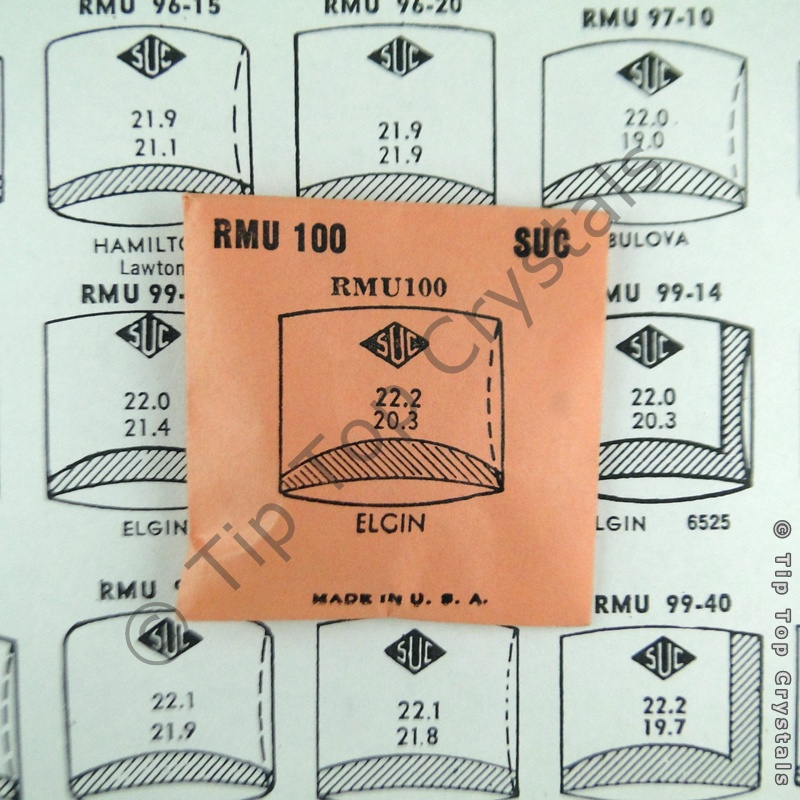 RMU 96-15
RMU 96-20
RMU 97-10
SUC
SUC
SUC
21.9
21.1
21.9
21.9
22.0
19.0
BULOVA
Lawton
RMU 100
SUC
RMU100
SUC
22.2
20.3
ELGIN
MADE IN U. S. A.
SUC
22.0
21.4
ELGIN
99-14
SUC
22.0
20.3
6525
RMU
SUC
22.1
21.9
SUC
22.1
21.8
RMU 99-40
SUC
22.2
19.7
© Tip Top Crystals
© Tip Top Crystals